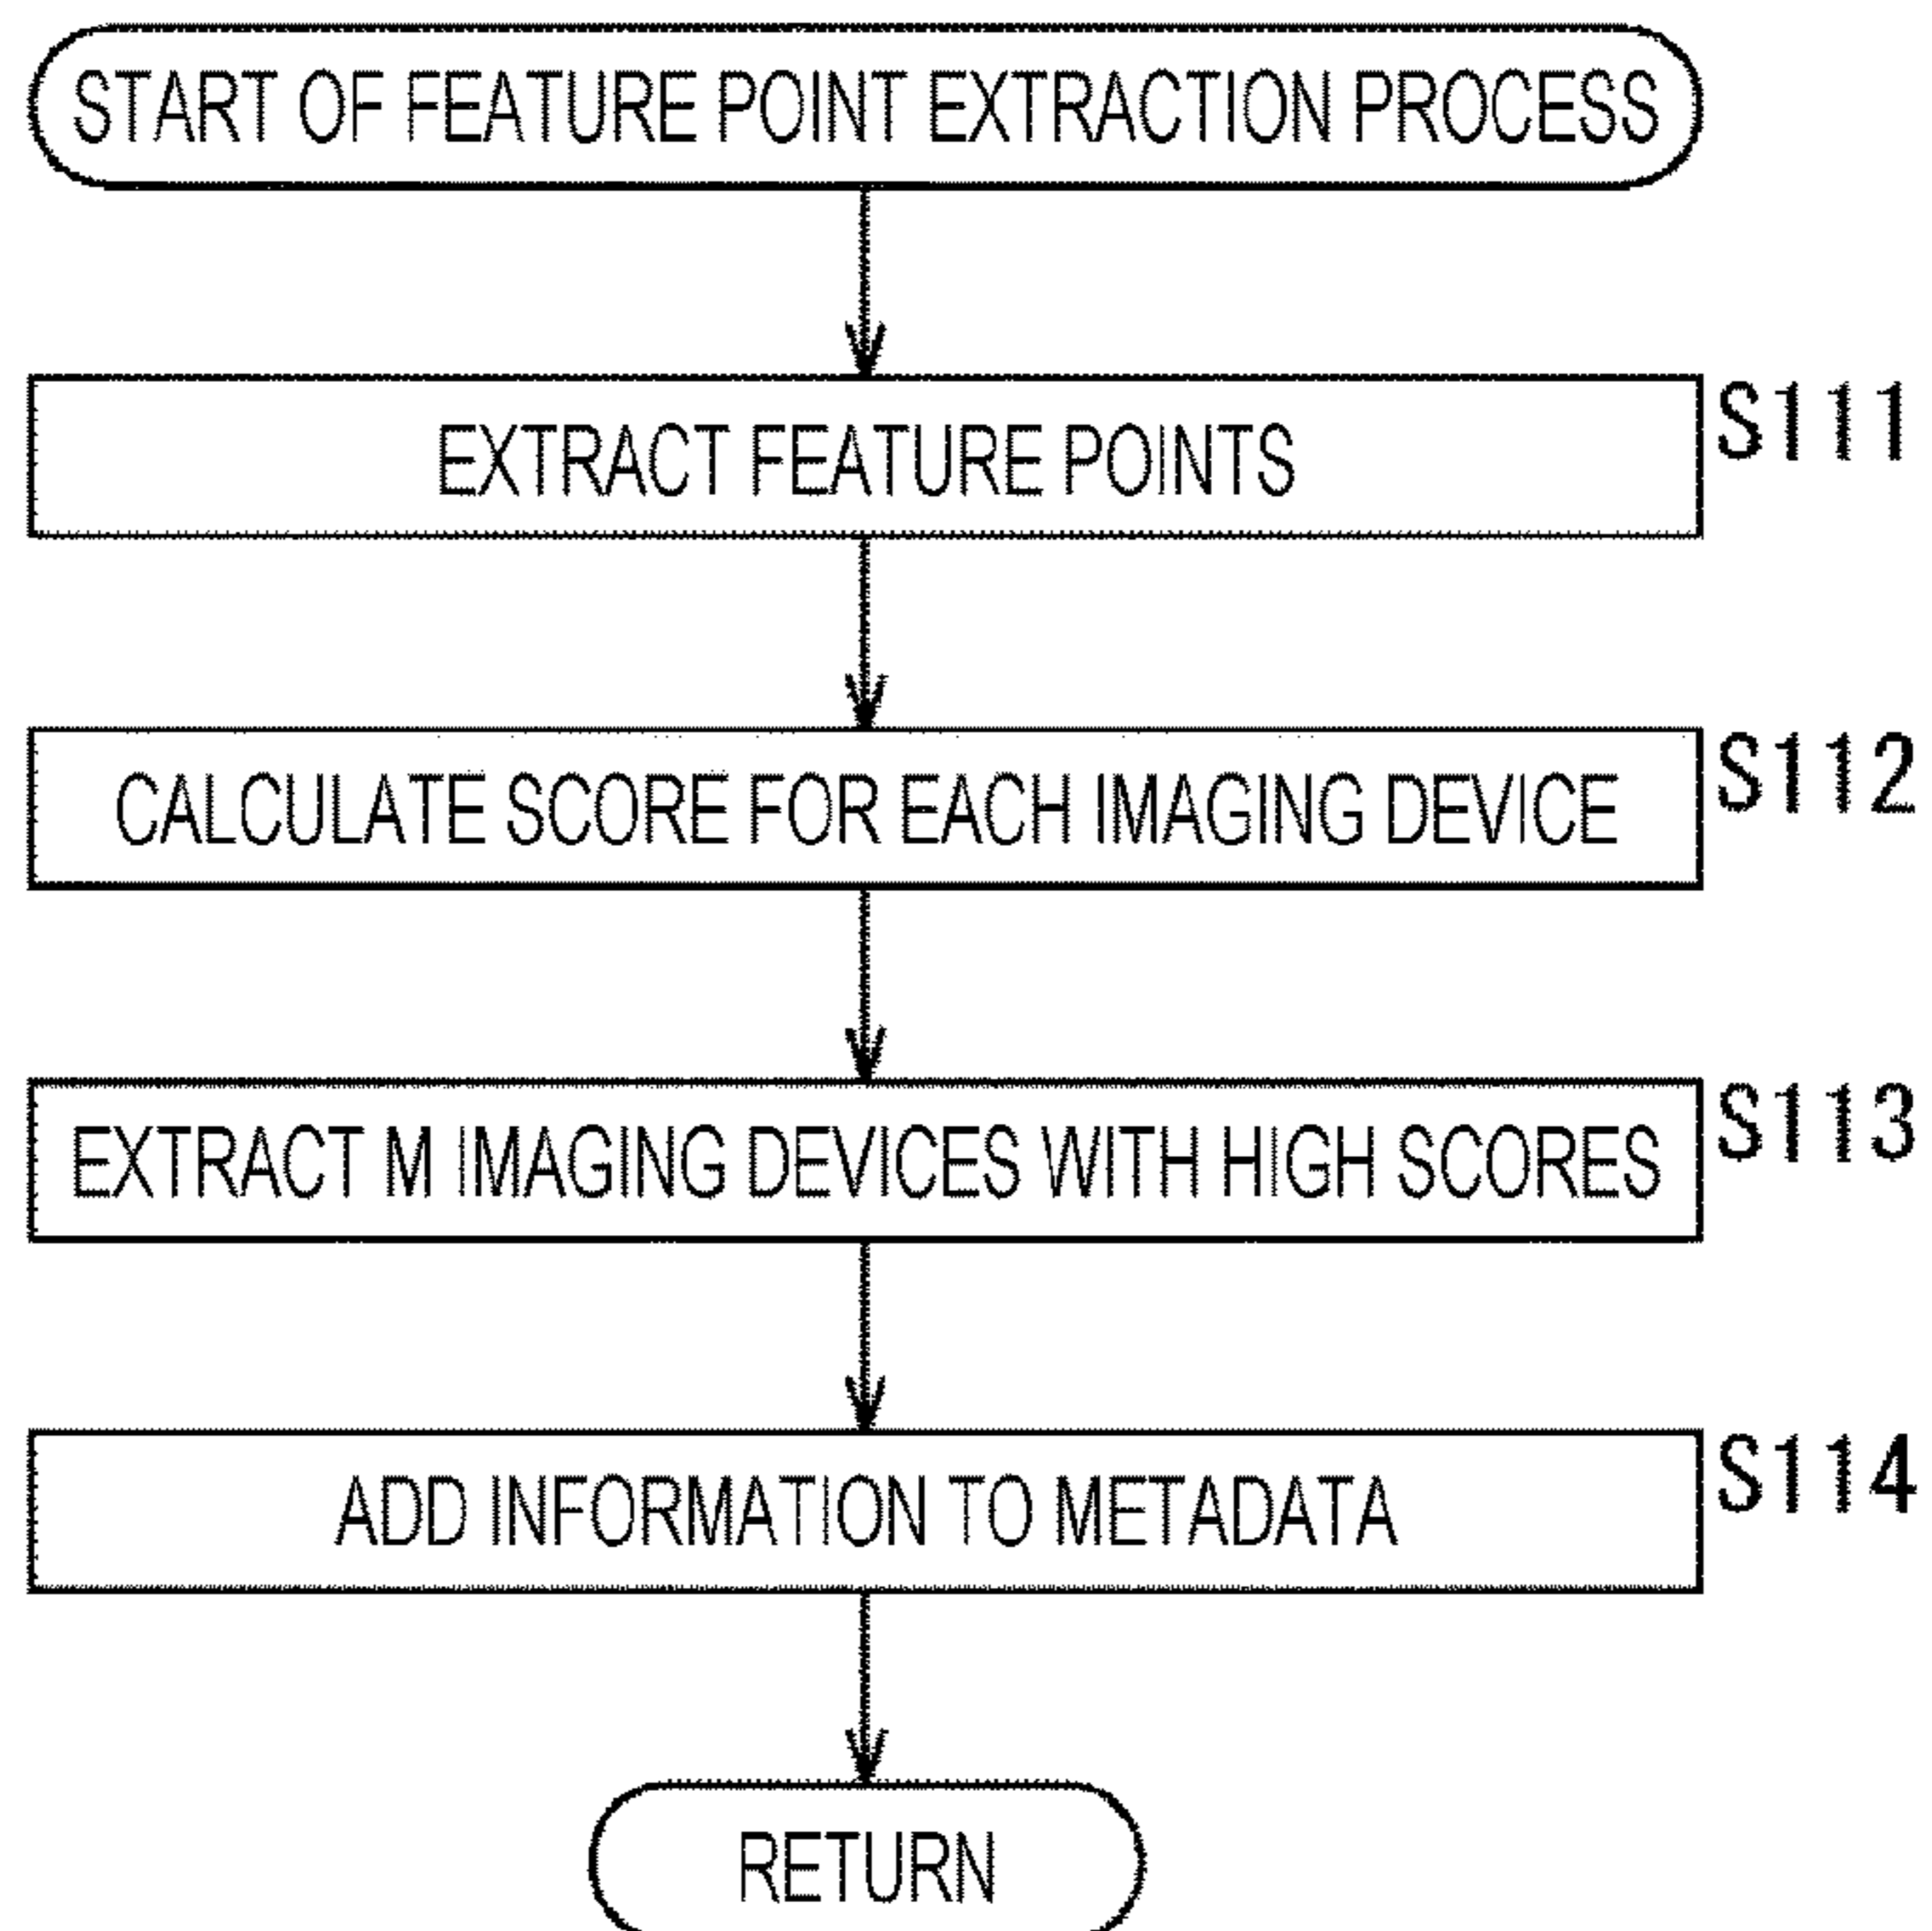 START OF FEATURE POINT EXTRACTION PROCESS
EXTRACT FEATURE POINTS
S111
CALCULATE SCORE FOR EACH IMAGING DEVICE
S112
EXTRACT M IMAGING DEVICES WITH HIGH SCORES
S113
ADD INFORMATION TO METADATA
S114
RETURN